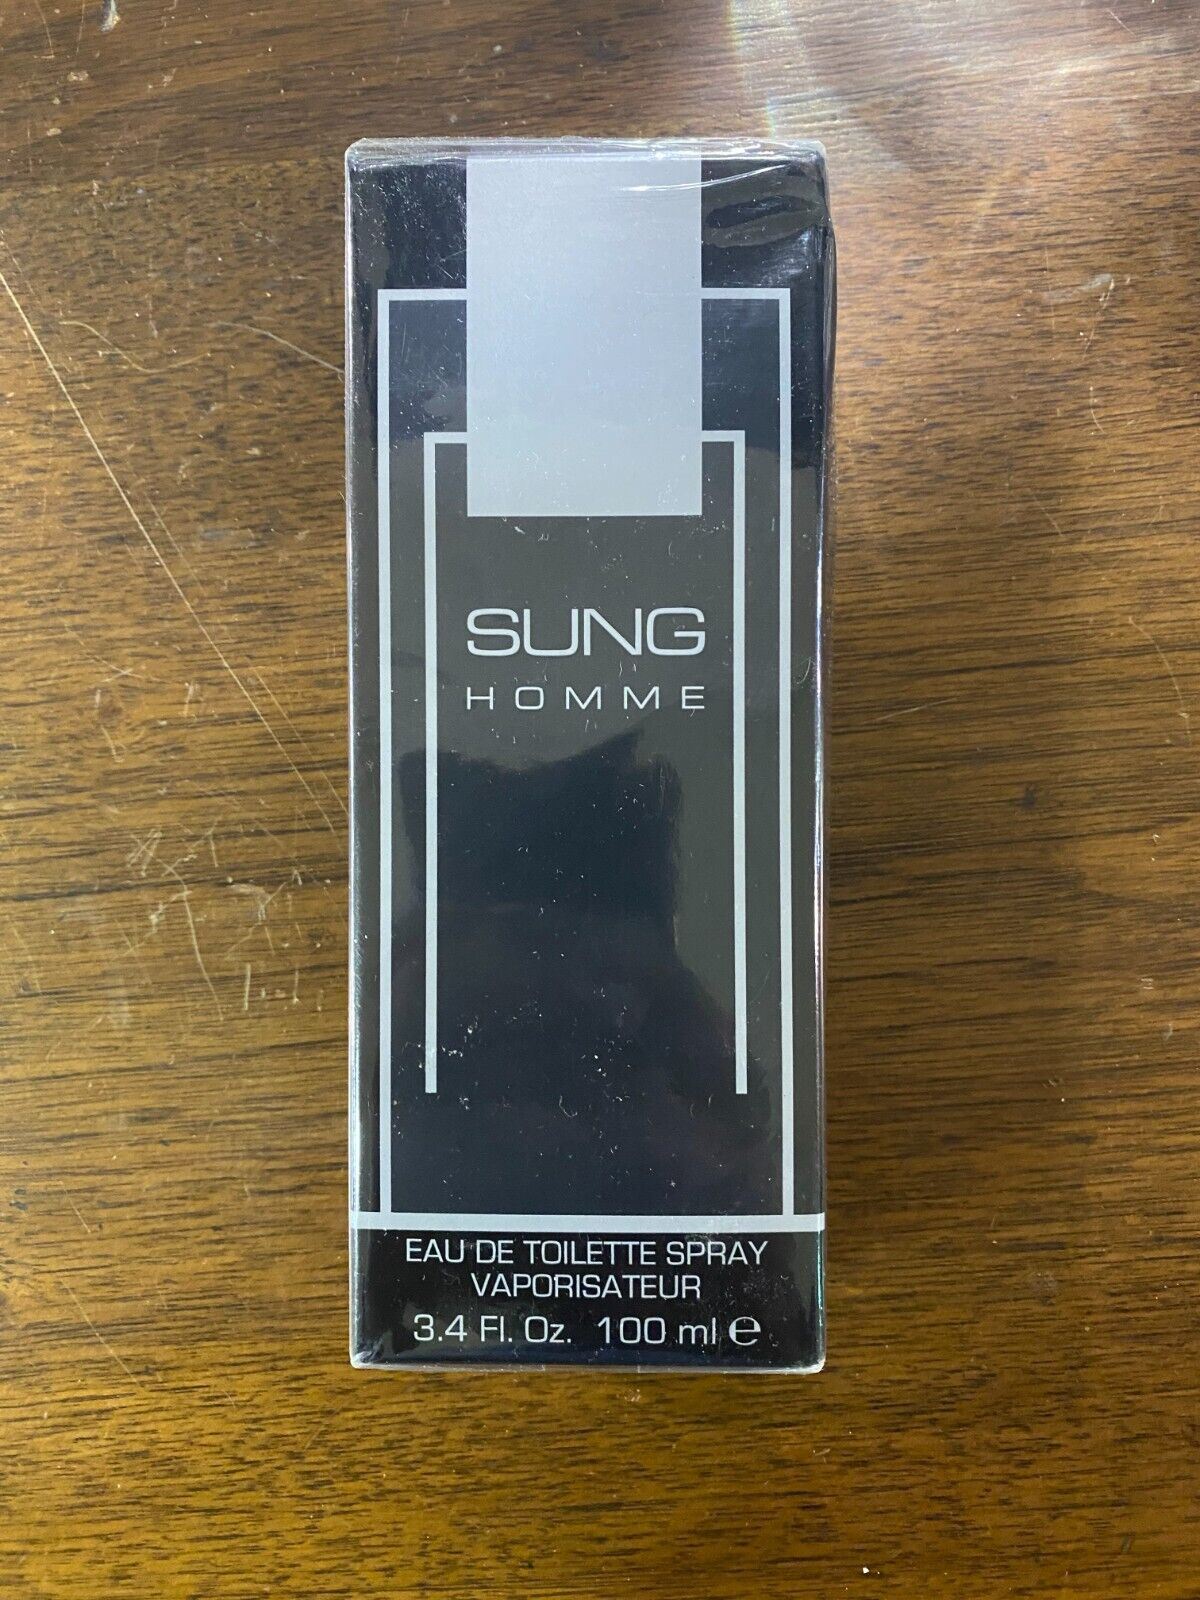 SUNG
HOMME
EAU DE TOILETTE SPRAY
VAPORISATEUR
3.4 Fl. Oz. 100 ml ℮